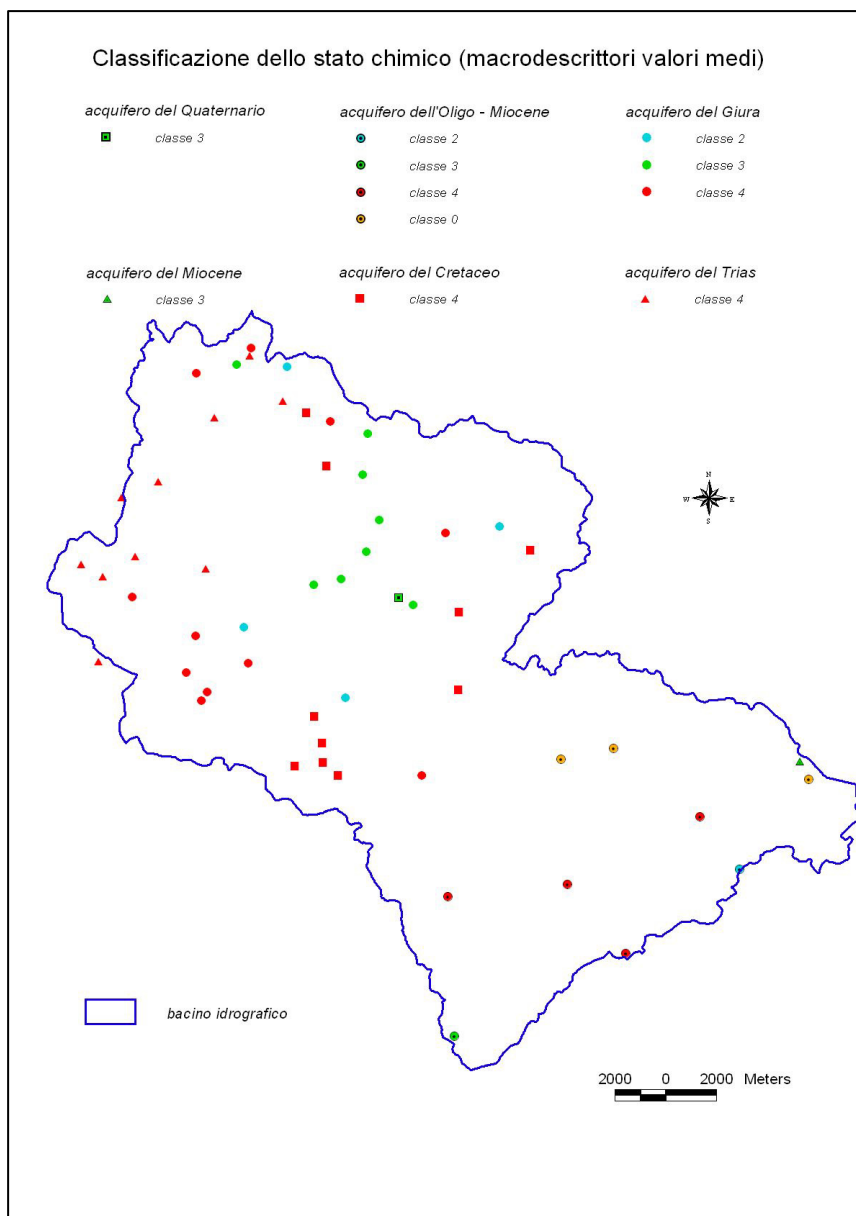 Classificazione dello stato chimico (macrodescrittori valori medi)
acquifero del Quaternario
classe 3
acquifero dell'Oligo - Miocene
classe 2
classe 3
classe 4
classe 0
acquifero del Giura
classe 2
classe 3
classe 4
acquifero del Miocene
classe 3
acquifero del Cretaceo
classe 4
acquifero del Trias
classe 4
N
W E
S
bacino idrografico
2000 0 2000 Meters